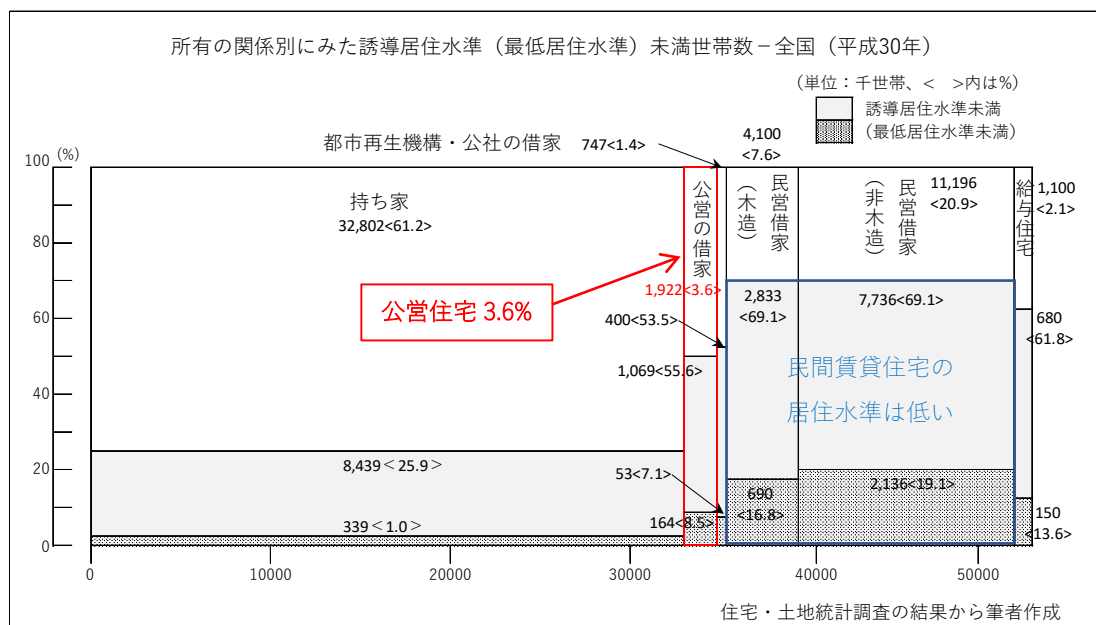 所有の関係別にみた誘導居住水準（最低居住水準）未満世帯数－全国（平成30年）
（単位：千世帯、<　>内は%）
誘導居住水準未満
（最低居住水準未満）
都市再生機構・公社の借家
747<1.4>
4,100
<7.6>
100 (%)
80
60
40
20
0
持ち家
32,802<61.2>
公営の借家
1,922<3.6>
民営借家
（木造）
民営借家
（非木造）
11,196
<20.9>
給与住宅
1,100
<2.1>
公営住宅 3.6%
400<53.5>
2,833
<69.1>
7,736<69.1>
680
<61.8>
1,069<55.6>
民間賃貸住宅の
居住水準は低い
8,439＜25.9＞
53<7.1>
690
<16.8>
2,136<19.1>
339＜1.0＞
164<8.5>
150
<13.6>
0
10000
20000
30000
40000
50000
住宅・土地統計調査の結果から筆者作成